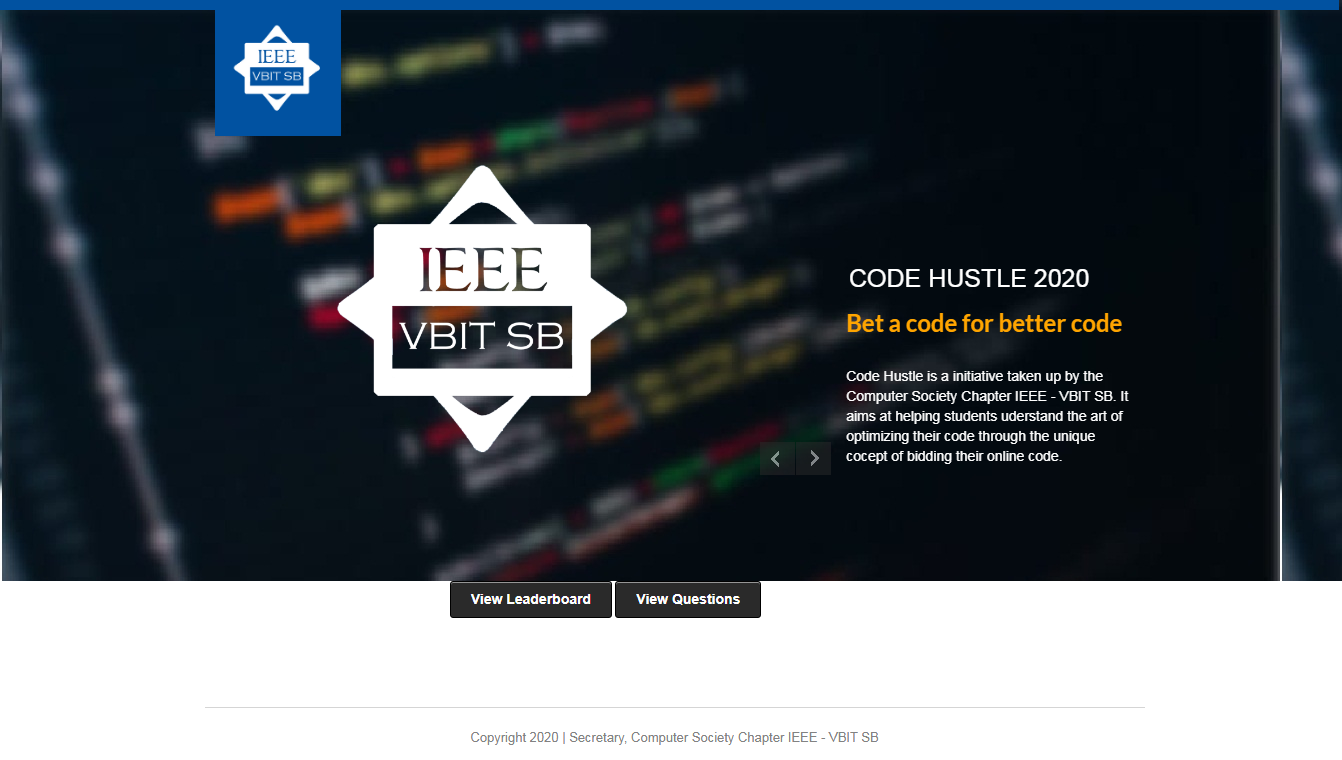 IEEE
VBIT SB
IEEE
VBIT SB
CODE HUSTLE 2020
Bet a code for better code
Code Hustle is a initiative taken up by the
Computer Society Chapter IEEE - VBIT SB. It
aims at helping students uderstand the art of
optimizing their code through the unique
cocept of bidding their online code.
View Leaderboard
View Questions
Copyright 2020 | Secretary, Computer Society Chapter IEEE - VBIT SB